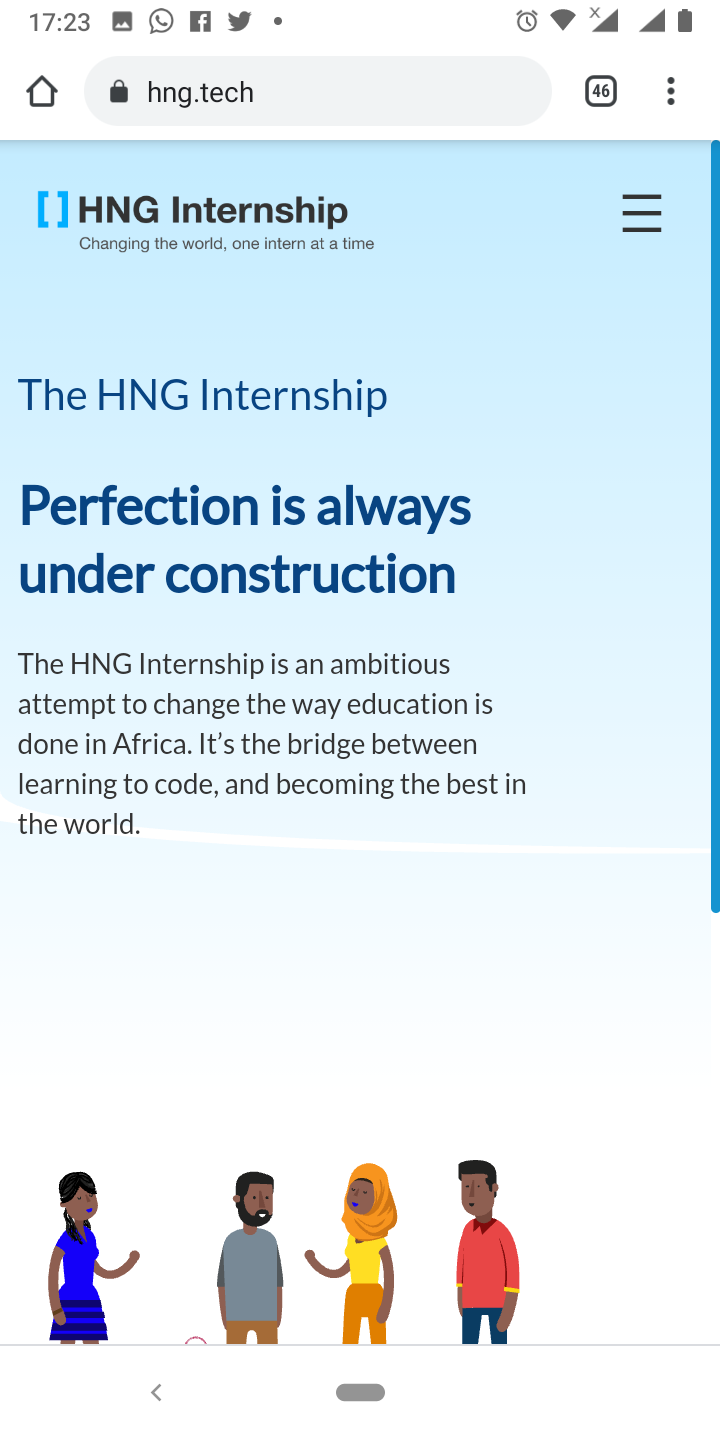 17:23
hng.tech
46
[ ] HNG Internship
Changing the world, one intern at a time
The HNG Internship
Perfection is always
under construction
The HNG Internship is an ambitious
attempt to change the way education is
done in Africa. It’s the bridge between
learning to code, and becoming the best in
the world.